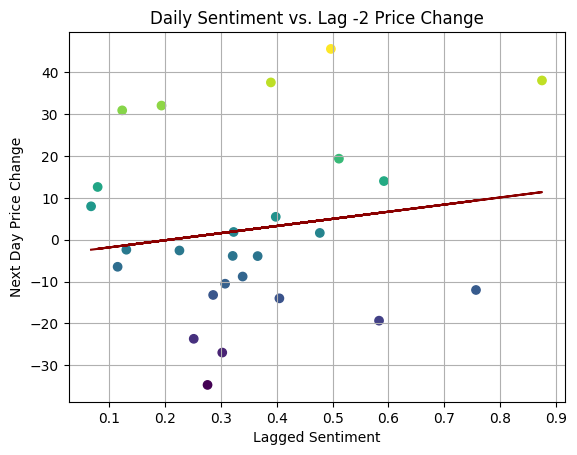 Daily Sentiment vs. Lag -2 Price Change
Next Day Price Change
40
30
20
10
0
−10
−20
−30
0.1 0.2 0.3 0.4 0.5 0.6 0.7 0.8 0.9
Lagged Sentiment